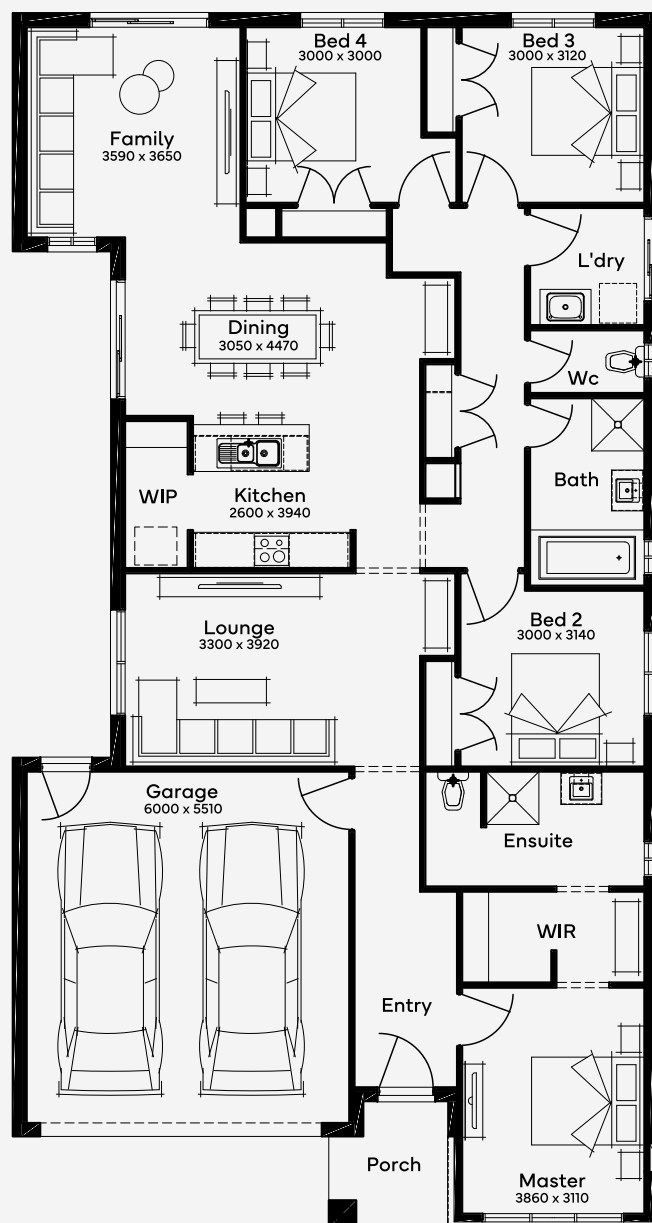 Bed 4
3000 x 3000
Bed 3
3000 x 3120
Family
3590 x 3650
L'dry
Dining
3050 x 4470
Wc
Bath
WIP
Kitchen
2600 x 3940
Lounge
3300 x 3920
Bed 2
3000 x 3140
Garage
6000 x 5510
Ensuite
WIR
Entry
Porch
Master
3860 x 3110